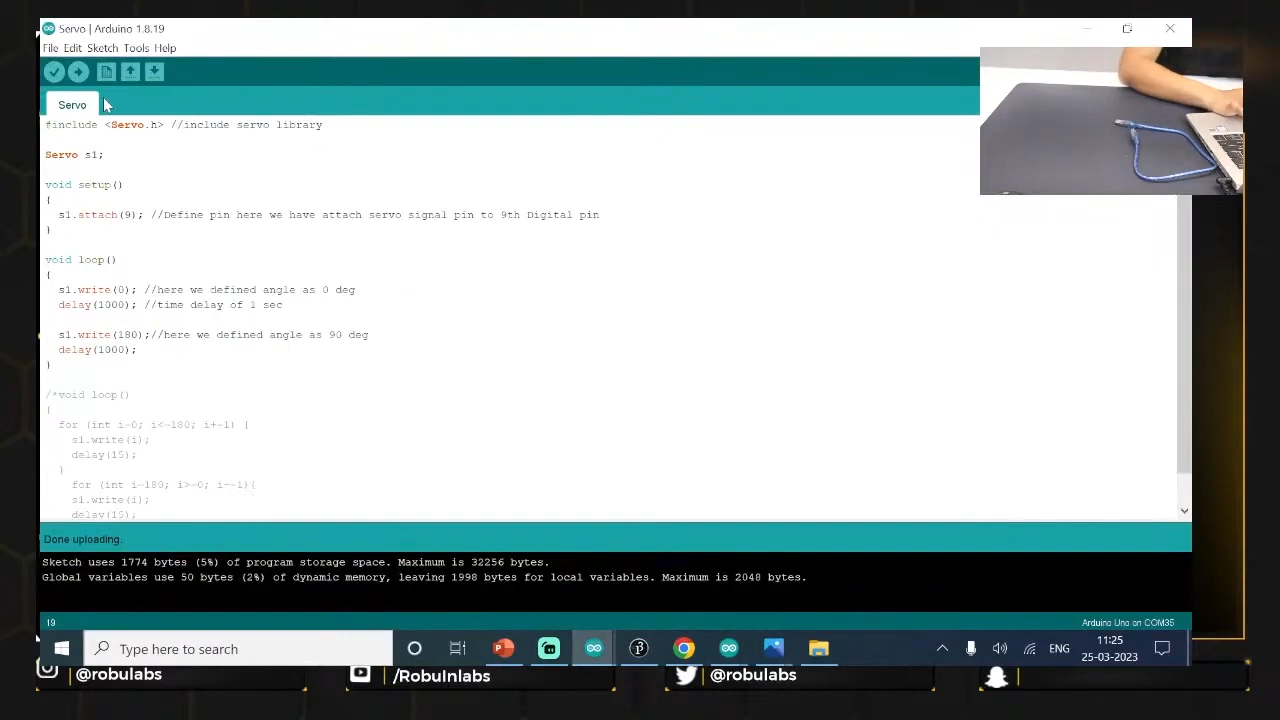 Servo | Arduino 1.8.19
File Edit Sketch Tools Help
Servo
#include <Servo.h> //include servo library
Servo s1;
void setup()
{
s1.attach(9); //Define pin here we have attach servo signal pin to 9th Digital pin
}
void loop()
{
s1.write(0); //here we defined angle as 0 deg
delay(1000); //time delay of 1 sec
s1.write(180);//here we defined angle as 90 deg
delay(1000);
}
/*void loop()
{
for (int i=0; i<=180; i+=1) {
s1.write(i);
delay(15);
}
for (int i=180; i>=0; i-=1){
s1.write(i);
delay(15);
Done uploading.
Sketch uses 1774 bytes (5%) of program storage space. Maximum is 32256 bytes.
Global variables use 50 bytes (2%) of dynamic memory, leaving 1998 bytes for local variables. Maximum is 2048 bytes.
19
Arduino Uno on COM35
Type here to search
ENG
11:25
25-03-2023
@robulabs
/RobuInlabs
@robulabs